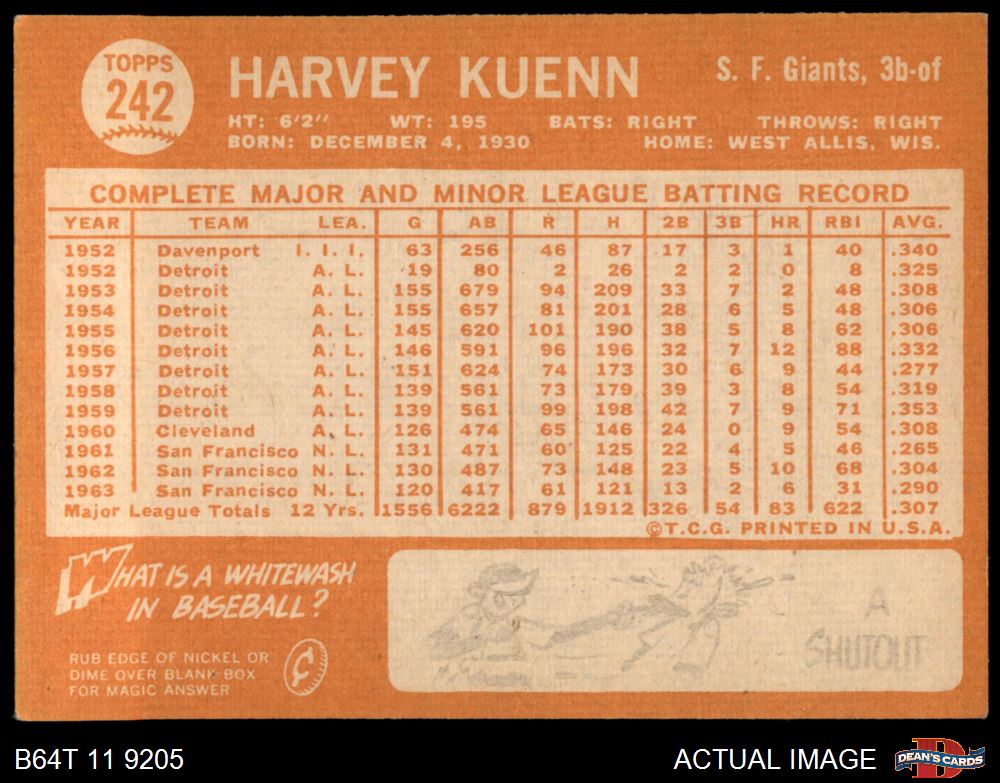 TOPPS
242
HARVEY KUENN
S. F. Giants, 3b-of
HT: 6'2" WT: 195 BATS: RIGHT THROWS: RIGHT
BORN: DECEMBER 4, 1930 HOME: WEST ALLIS, WIS.
COMPLETE MAJOR AND MINOR LEAGUE BATTING RECORD
YEAR TEAM LEA. G AB R H 2B 3B HR RBI AVG.
1952 Davenport I. I. I. 63 256 46 87 17 3 1 40 .340
1952 Detroit A. L. 19 80 2 26 2 2 0 8 .325
1953 Detroit A. L. 155 679 94 209 33 7 2 48 .308
1954 Detroit A. L. 155 657 81 201 28 6 5 48 .306
1955 Detroit A. L. 145 620 101 190 38 5 8 62 .306
1956 Detroit A. L. 146 591 96 196 32 7 12 88 .332
1957 Detroit A. L. 151 624 74 173 30 6 9 44 .277
1958 Detroit A. L. 139 561 73 179 39 3 8 54 .319
1959 Detroit A. L. 139 561 99 198 42 7 9 71 .353
1960 Cleveland A. L. 126 474 65 146 24 0 9 54 .308
1961 San Francisco N. L. 131 471 60 125 22 4 5 46 .265
1962 San Francisco N. L. 130 487 73 148 23 5 10 68 .304
1963 San Francisco N. L. 120 417 61 121 13 2 6 31 .290
Major League Totals 12 Yrs. 1556 6222 879 1912 326 54 83 622 .307
©T.C.G. PRINTED IN U.S.A.
WHAT IS A WHITEWASH
IN BASEBALL?
RUB EDGE OF NICKEL OR
DIME OVER BLANK BOX
FOR MAGIC ANSWER
A
SHUTOUT
B64T 11 9205
ACTUAL IMAGE
D
DEAN'S CARDS